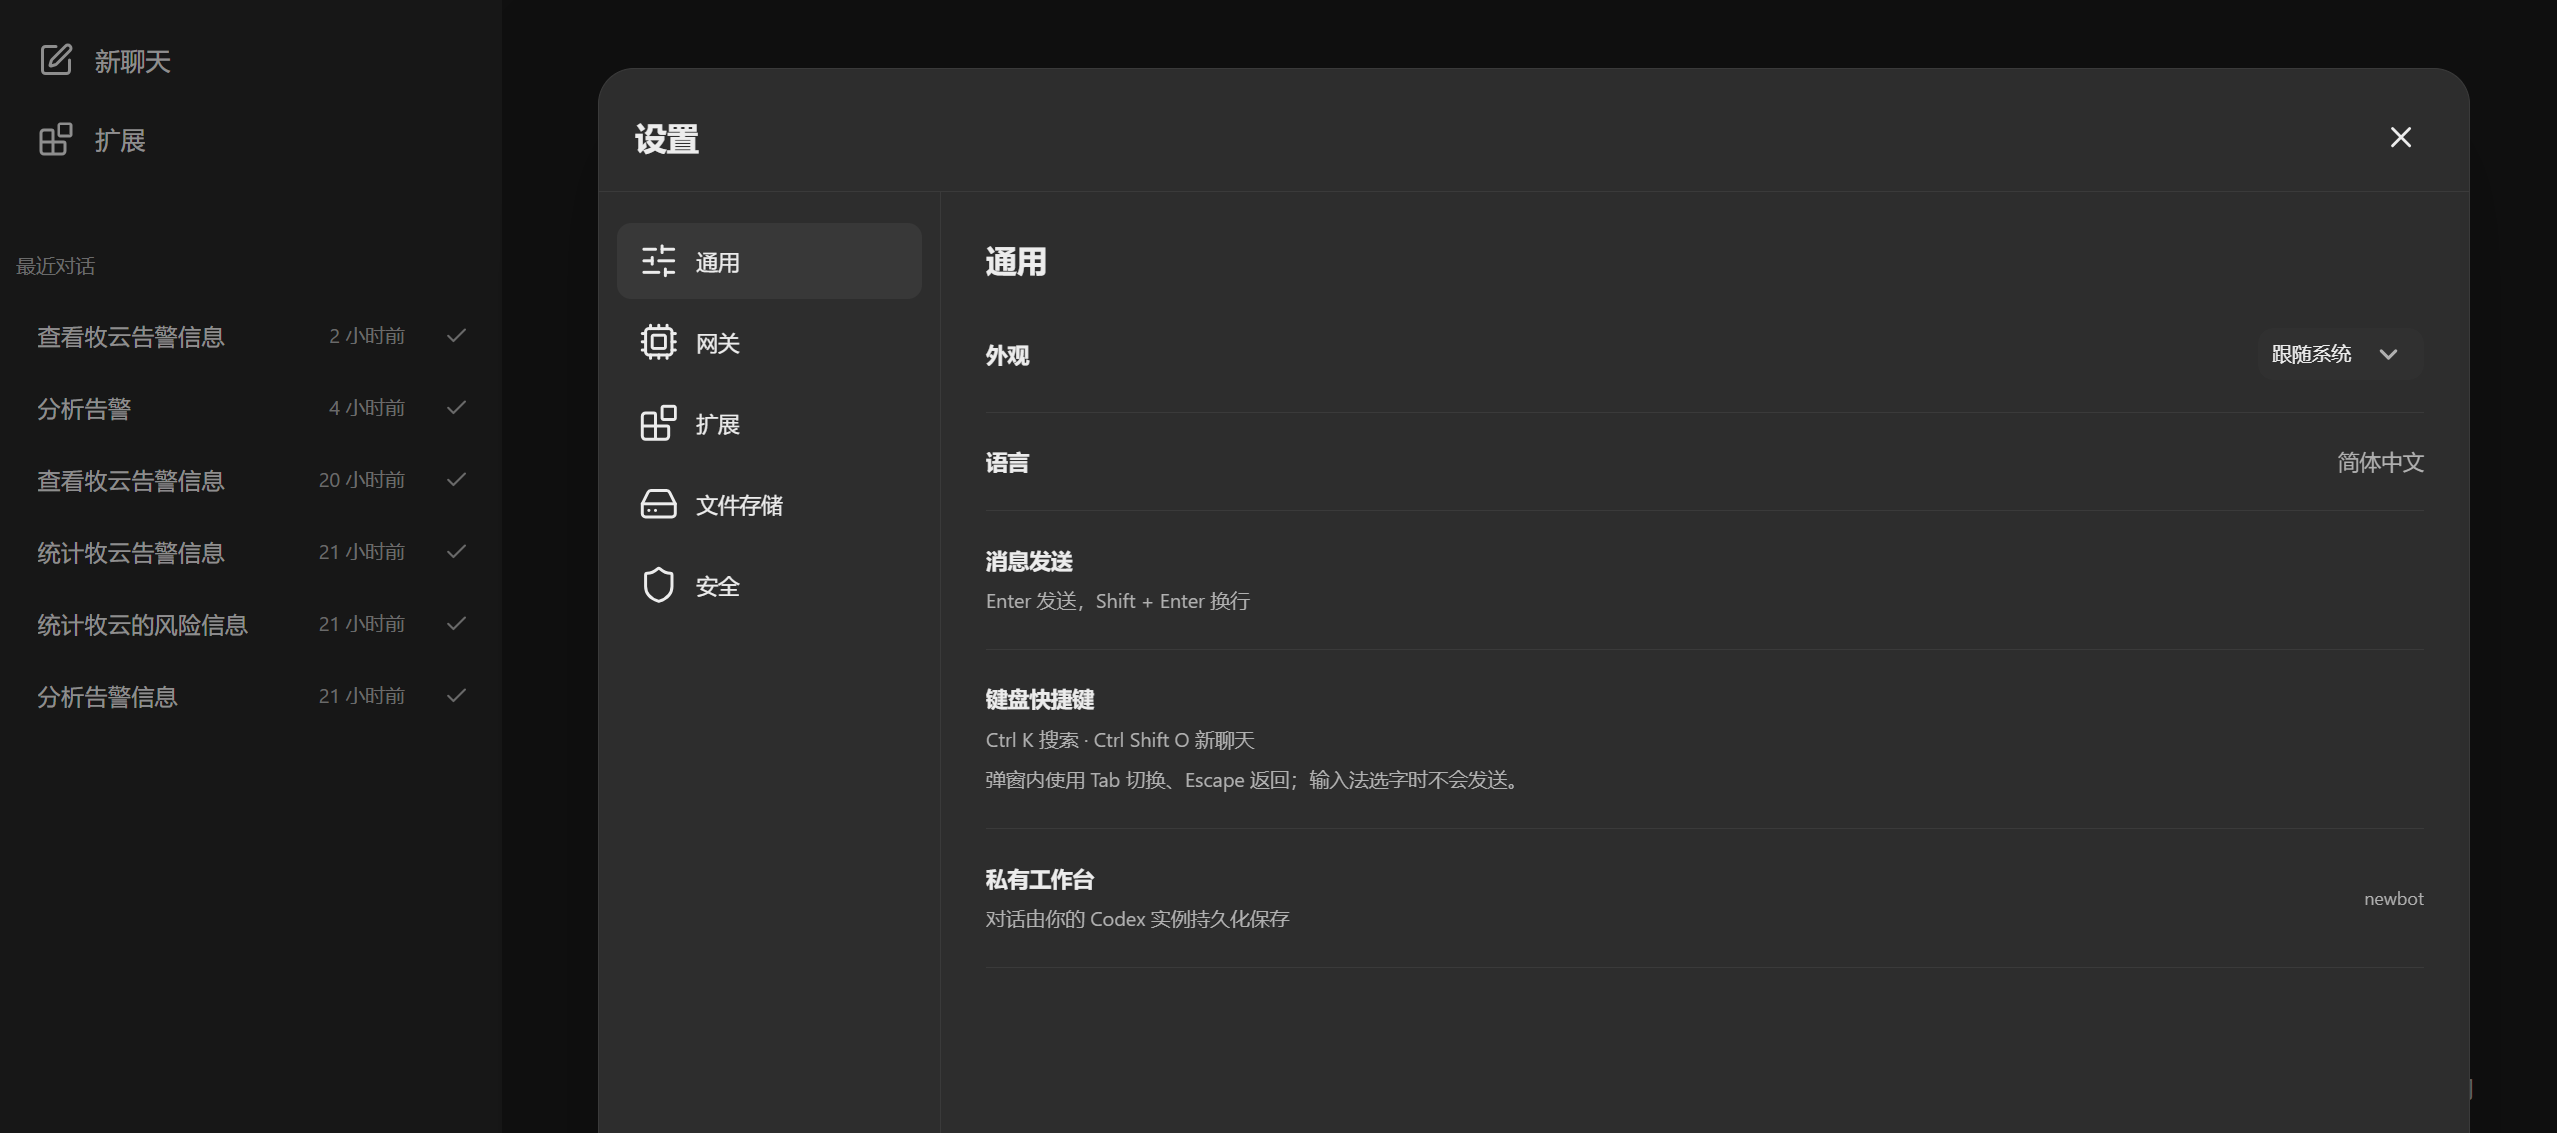 新聊天
扩展
最近对话
查看牧云告警信息 2 小时前
分析告警 4 小时前
查看牧云告警信息 20 小时前
统计牧云告警信息 21 小时前
统计牧云的风险信息 21 小时前
分析告警信息 21 小时前
设置
通用
网关
扩展
文件存储
安全
通用
外观 跟随系统
语言 简体中文
消息发送
Enter 发送，Shift + Enter 换行
键盘快捷键
Ctrl K 搜索 · Ctrl Shift O 新聊天
弹窗内使用 Tab 切换、Escape 返回；输入法选字时不会发送。
私有工作台
对话由你的 Codex 实例持久化保存
newbot